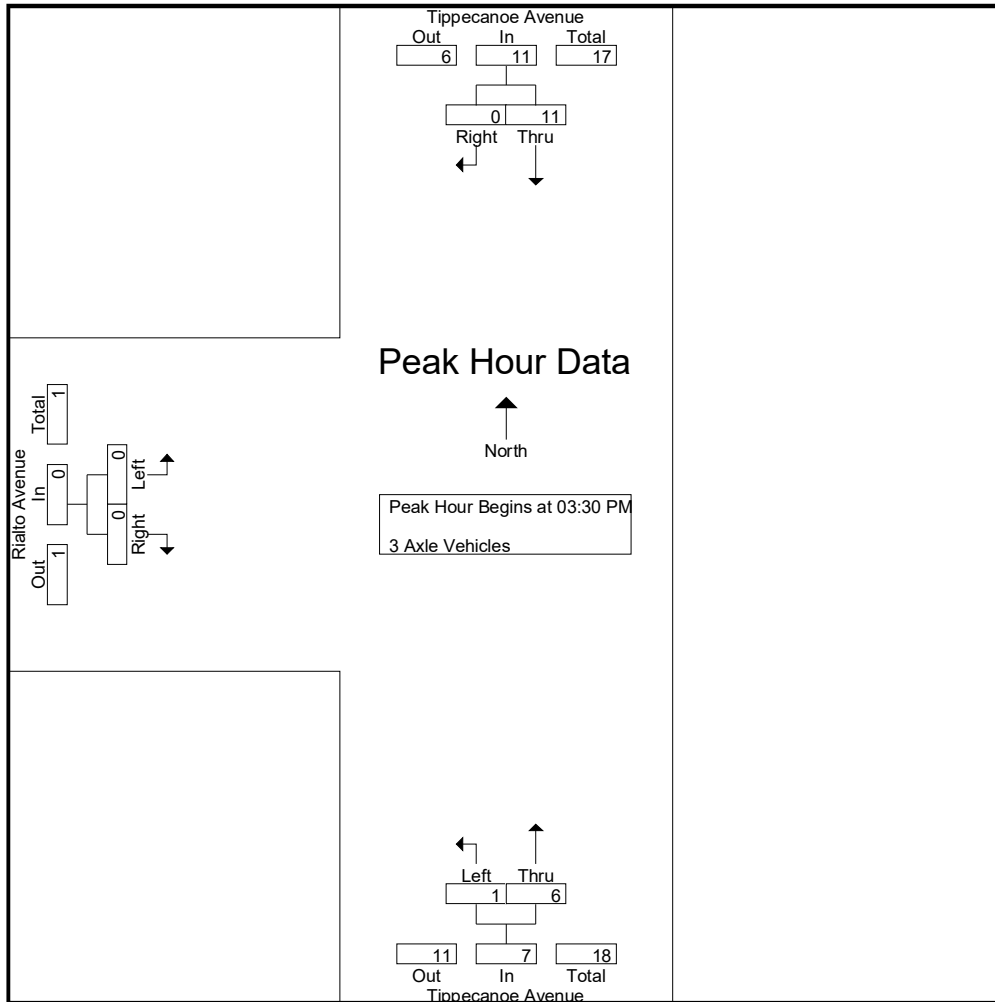 Tippecanoe Avenue
Out In Total
6 11 17
0 11
Right Thru
Peak Hour Data
North
Peak Hour Begins at 03:30 PM
3 Axle Vehicles
Rialto Avenue
Out In Total
1 0 1
0 0
Right Left
Left Thru
1 6
11 7 18
Out In Total
Tippecanoe Avenue